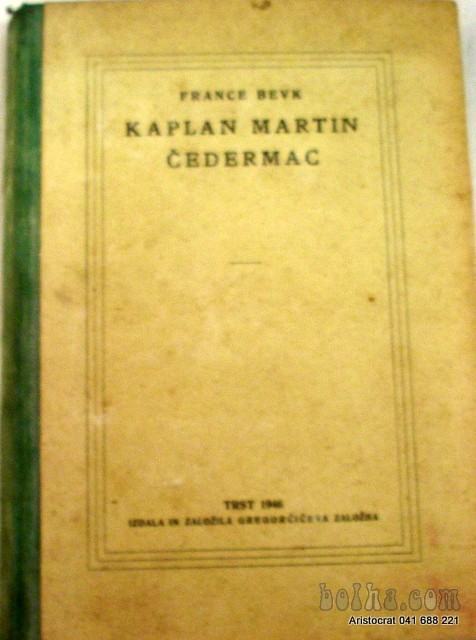 FRANCE BEVK
KAPLAN MARTIN
ČEDERMAC
TRST 1946
IZDALA IN ZALOŽILA GREGORČIČEVA ZALOŽBA
bolha.com
Aristocrat 041 688 221